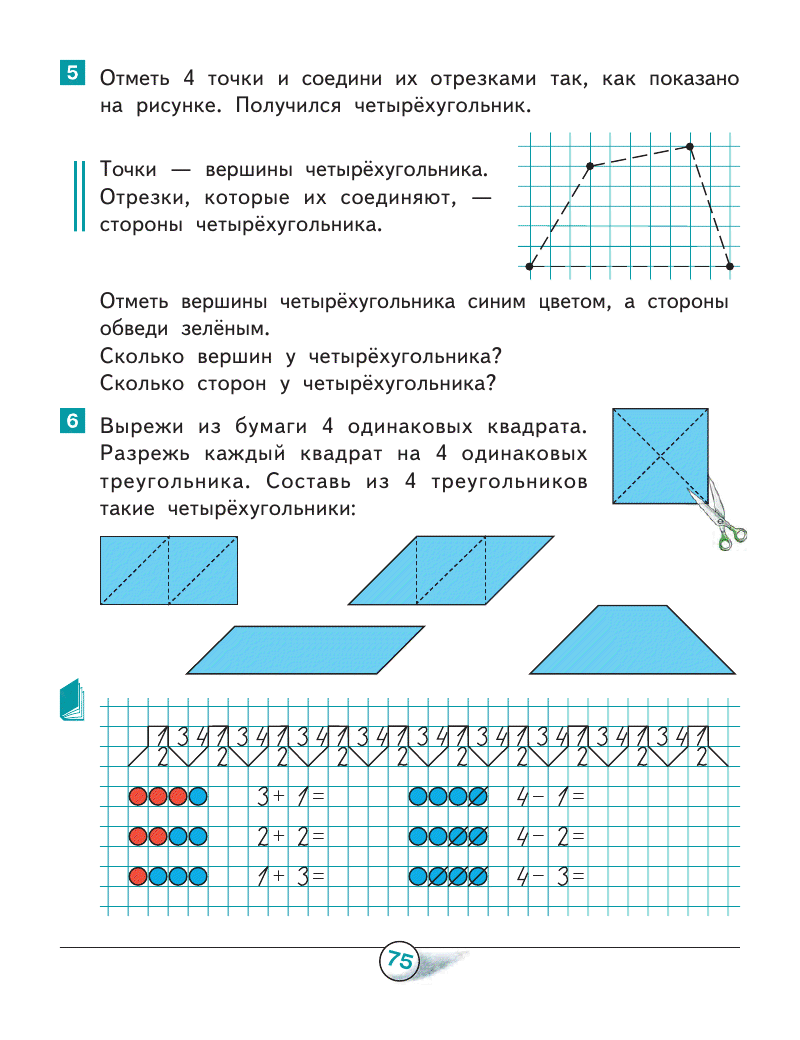 5 Отметь 4 точки и соедини их отрезками так, как показано
на рисунке. Получился четырёхугольник.
Точки — вершины четырёхугольника.
Отрезки, которые их соединяют, —
стороны четырёхугольника.
Отметь вершины четырёхугольника синим цветом, а стороны
обведи зелёным.
Сколько вершин у четырёхугольника?
Сколько сторон у четырёхугольника?
6 Вырежи из бумаги 4 одинаковых квадрата.
Разрежь каждый квадрат на 4 одинаковых
треугольника. Составь из 4 треугольников
такие четырёхугольники:
1 3 4 1 3 4 1 3 4 1 3 4 1 3 4 1 3 4 1 3 4 1 3 4 1 3 4 1
2 2 2 2 2 2 2 2 2 2
3 + 1 = 4 − 1 =
2 + 2 = 4 − 2 =
1 + 3 = 4 − 3 =
75